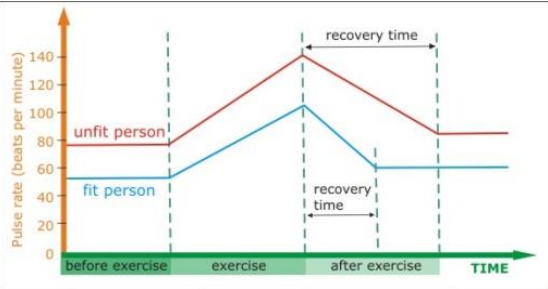 recovery time
Pulse rate (beats per minute)
140
120
100
80
60
40
20
0
unfit person
fit person
recovery
time
before exercise
exercise
after exercise
TIME